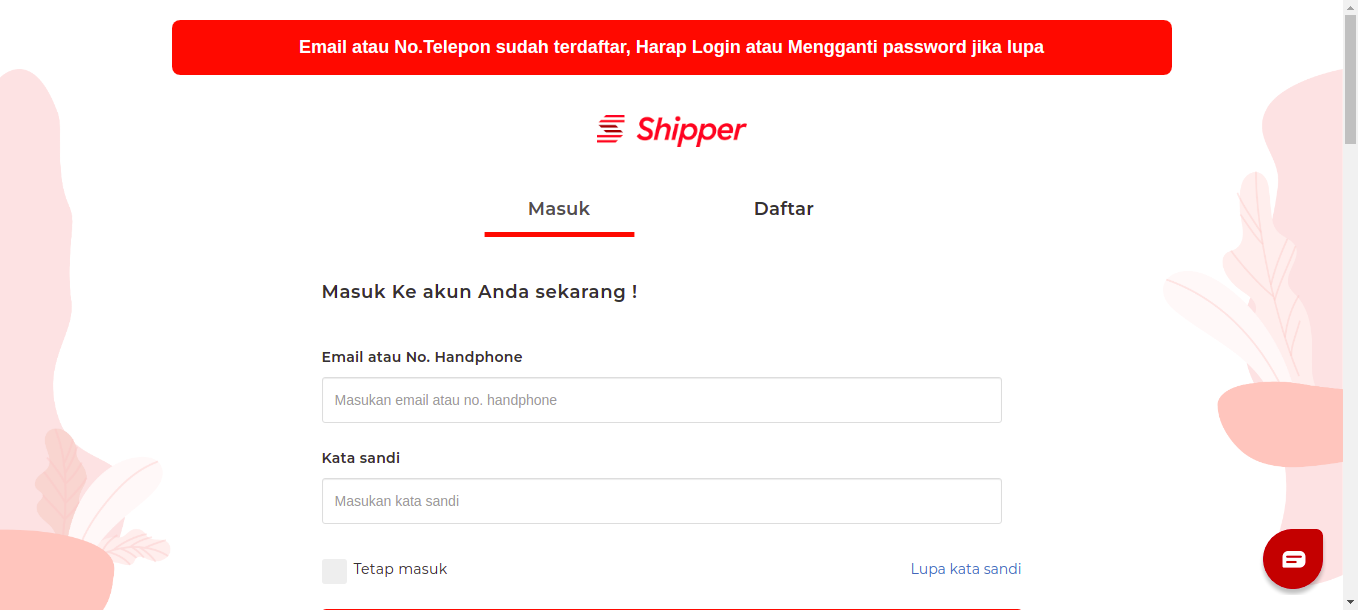 Email atau No.Telepon sudah terdaftar, Harap Login atau Mengganti password jika lupa
Shipper
Masuk Daftar
Masuk Ke akun Anda sekarang !
Email atau No. Handphone
Masukan email atau no. handphone
Kata sandi
Masukan kata sandi
Tetap masuk Lupa kata sandi